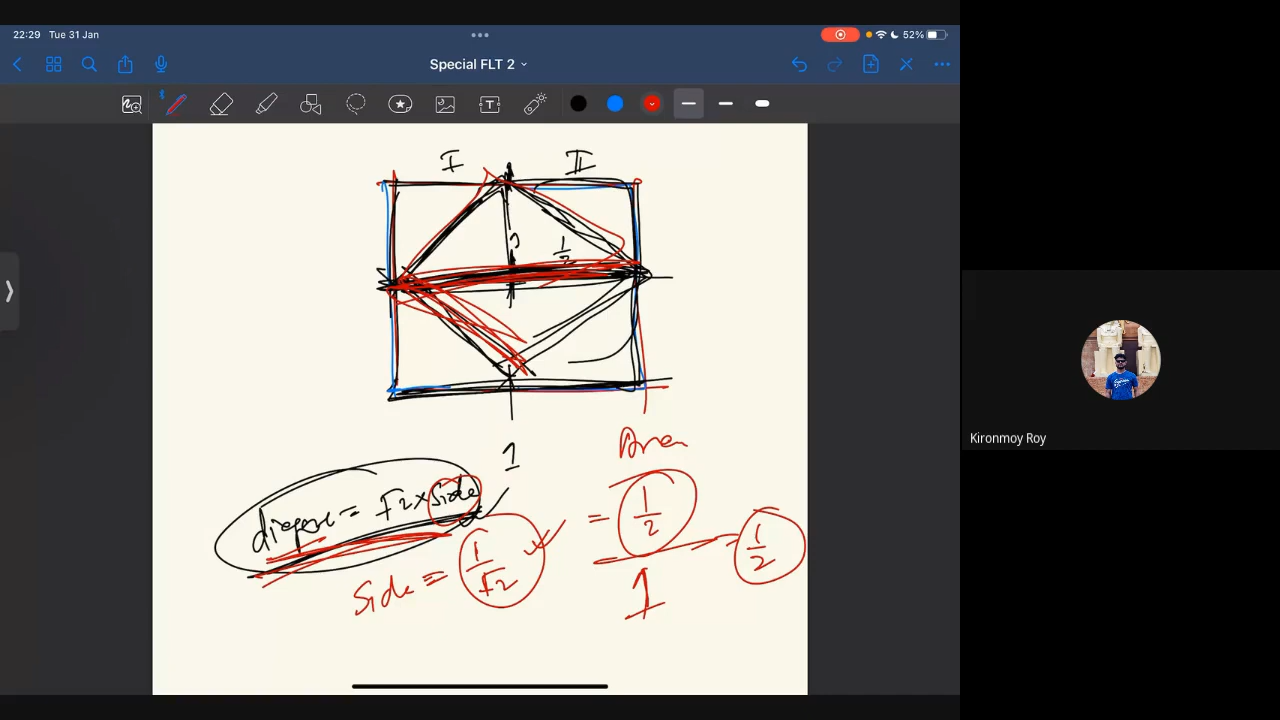 22:29 Tue 31 Jan
52%
Special FLT 2
T
I II
1/2
1
Area
= √2 × Side
= 1/2
= 1/2
Side = 1/√2
1
Kironmoy Roy